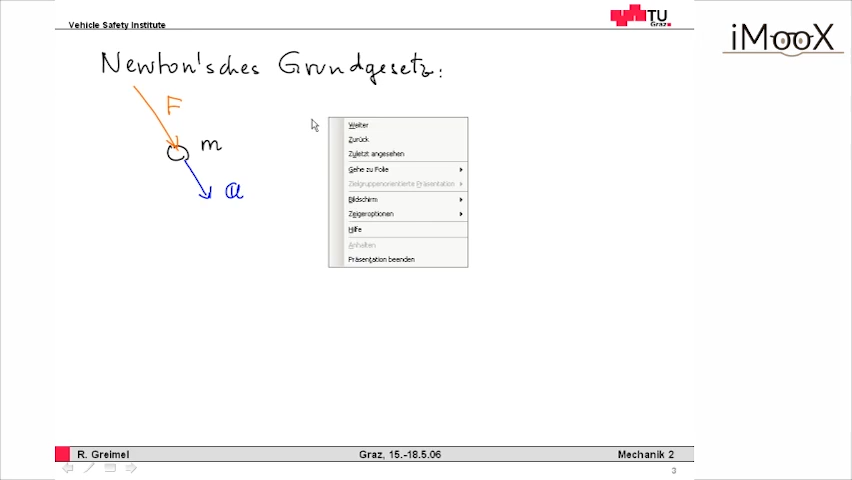 Vehicle Safety Institute
TU
Graz
iMooX
Newton'sches Grundgesetz:
F
m
a
Weiter
Zurück
Zuletzt angesehen
Gehe zu Folie
Zielgruppenorientierte Präsentation
Bildschirm
Zeigeroptionen
Hilfe
Anhalten
Präsentation beenden
R. Greimel Graz, 15.-18.5.06 Mechanik 2
3